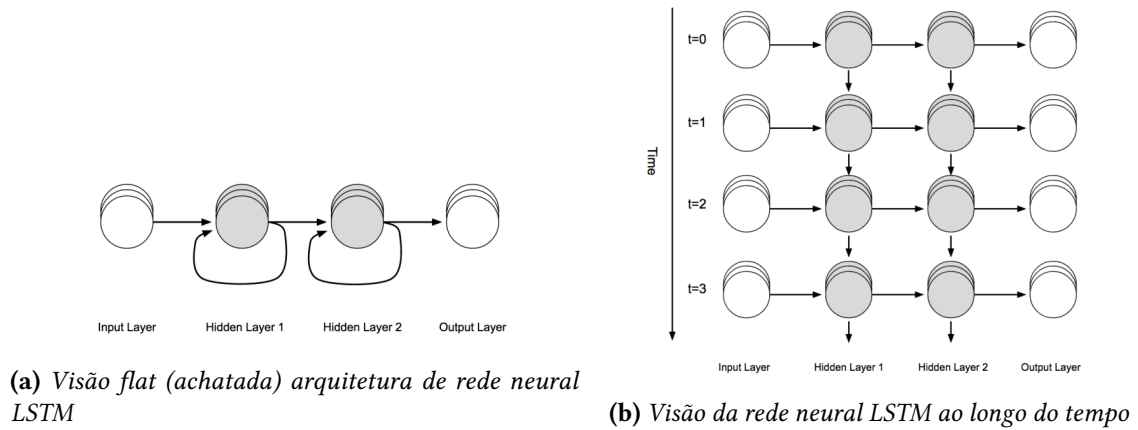 Input Layer
Hidden Layer 1
Hidden Layer 2
Output Layer
(a) Visão flat (achatada) arquitetura de rede neural
LSTM
Time
t=0
t=1
t=2
t=3
Input Layer
Hidden Layer 1
Hidden Layer 2
Output Layer
(b) Visão da rede neural LSTM ao longo do tempo